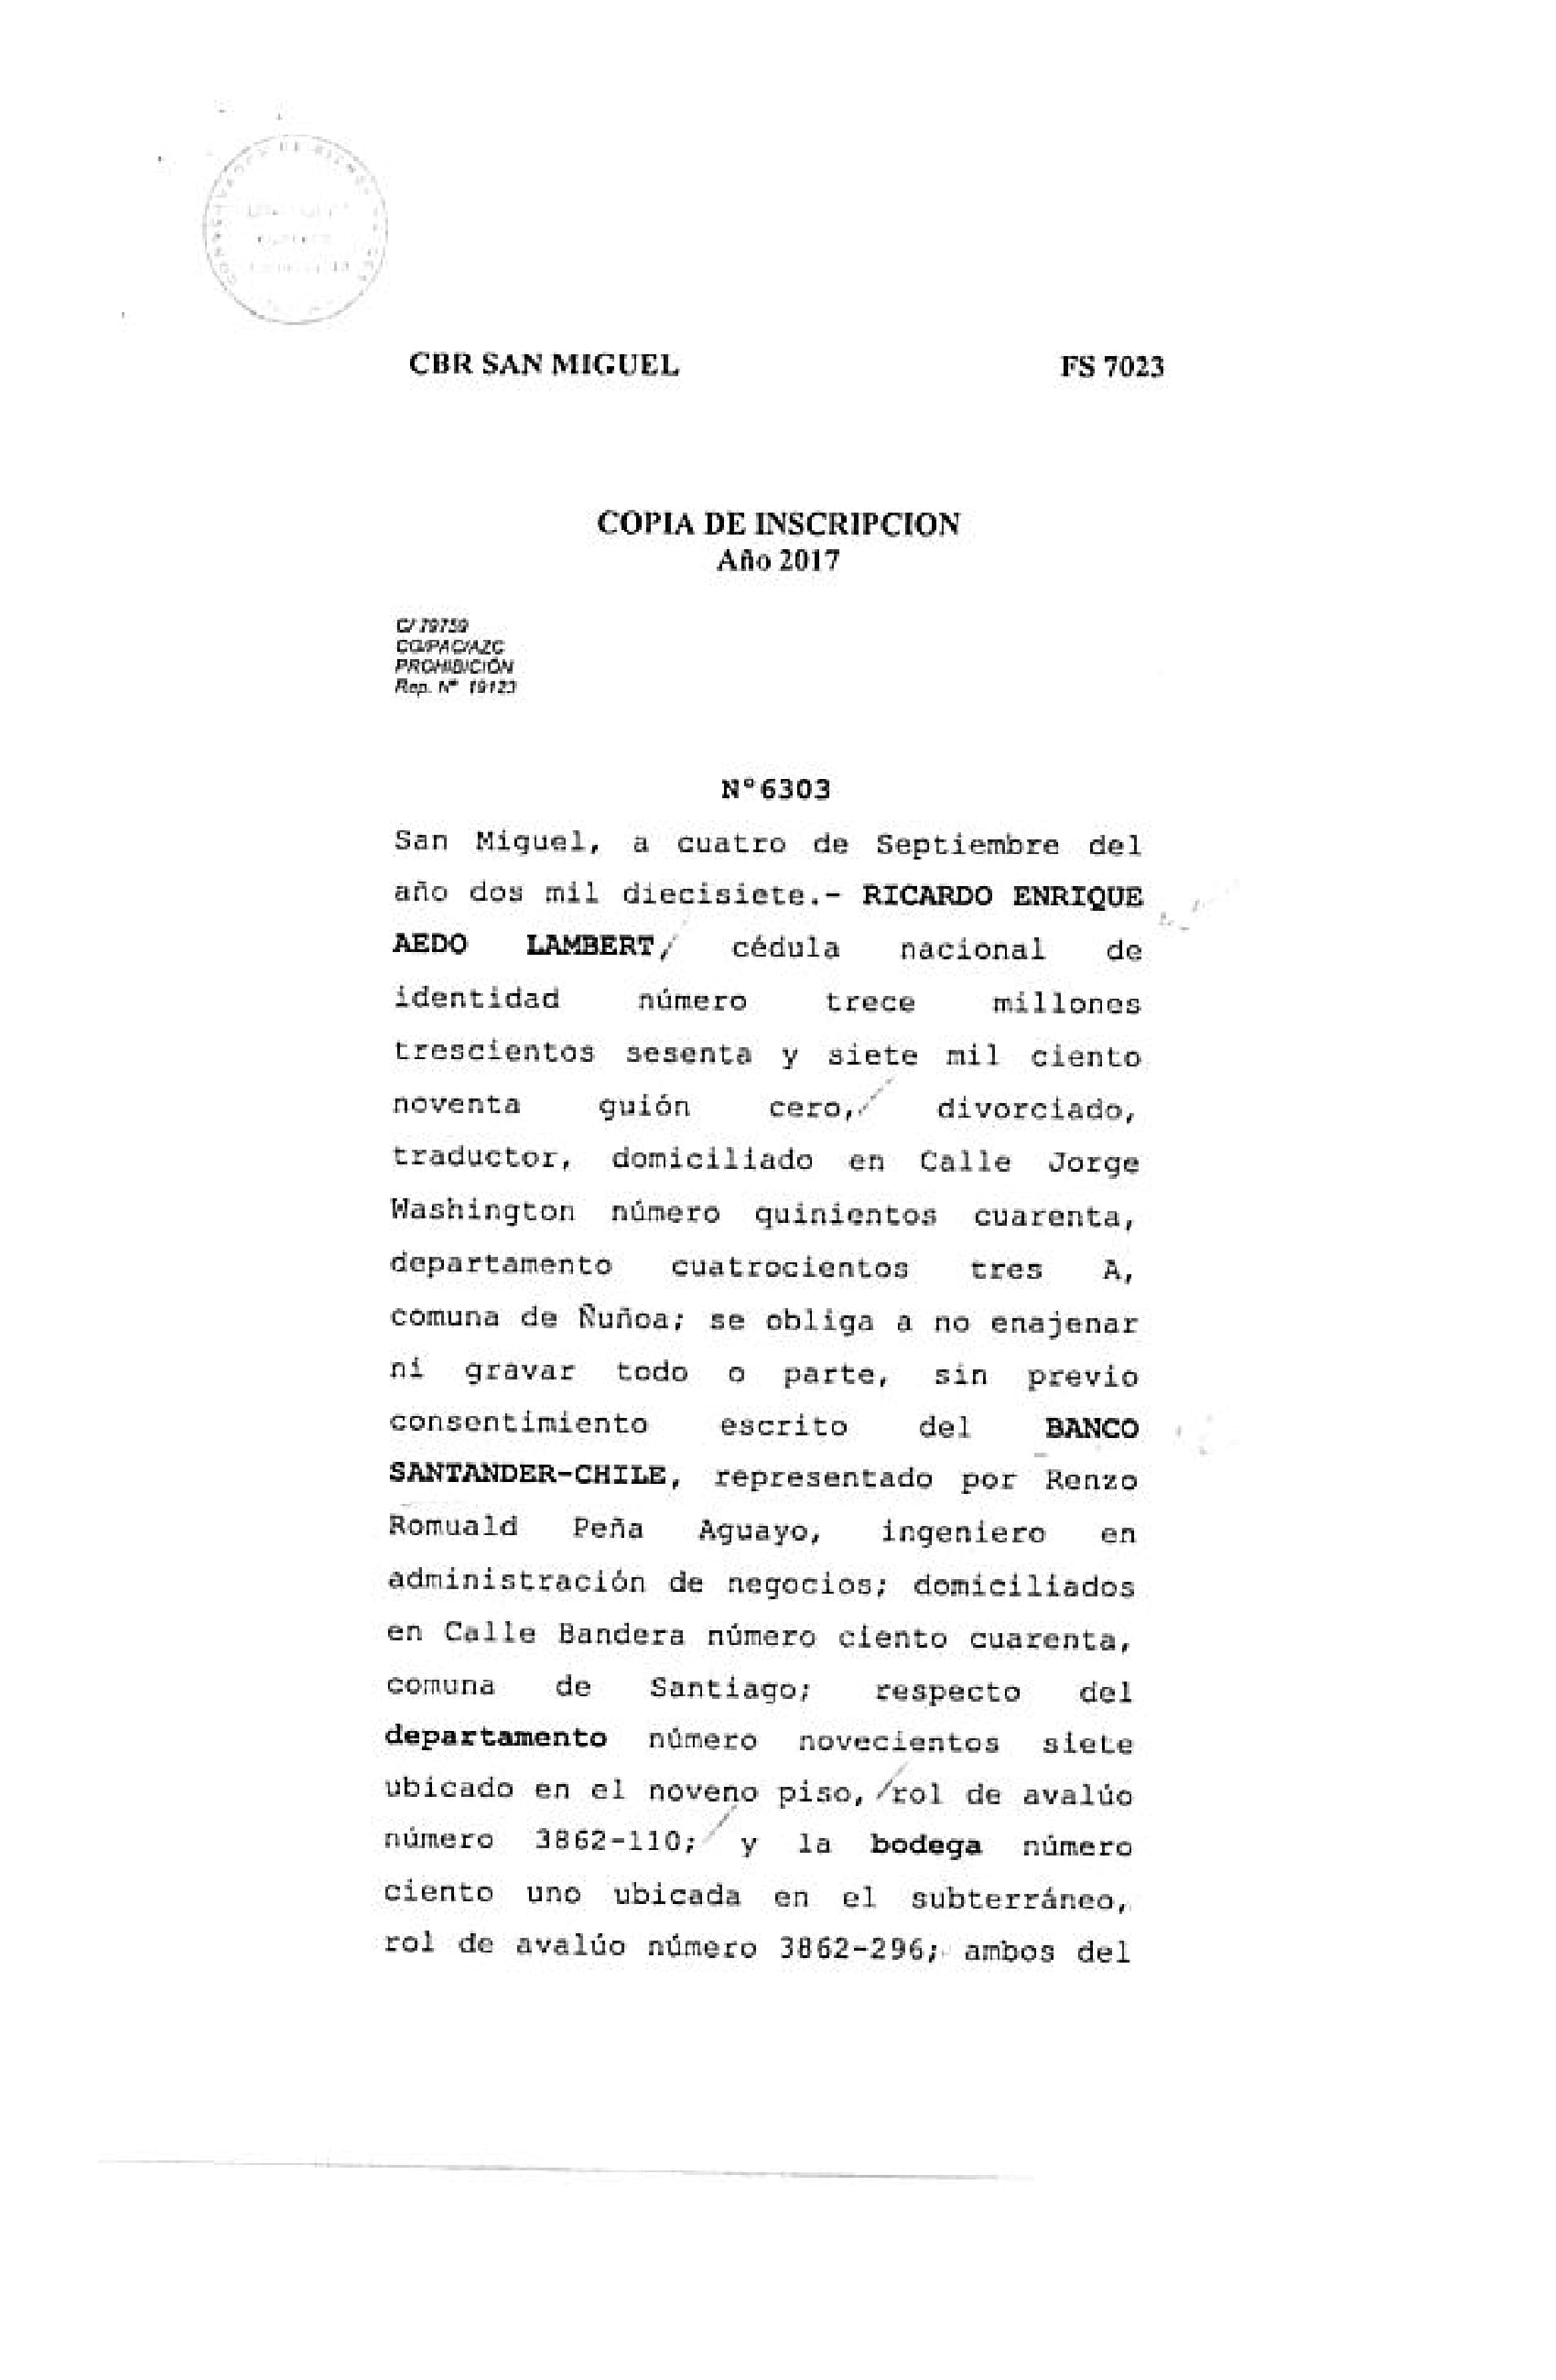 CBR SAN MIGUEL FS 7023
COPIA DE INSCRIPCION
Año 2017
C/ 79759
CG/PAC/AZC
PROHIBICIÓN
Rep. Nº 19123
Nº6303
San Miguel, a cuatro de Septiembre del
año dos mil diecisiete.- RICARDO ENRIQUE
AEDO LAMBERT, cédula nacional de
identidad número trece millones
trescientos sesenta y siete mil ciento
noventa guión cero, divorciado,
traductor, domiciliado en Calle Jorge
Washington número quinientos cuarenta,
departamento cuatrocientos tres A,
comuna de Ñuñoa; se obliga a no enajenar
ni gravar todo o parte, sin previo
consentimiento escrito del BANCO
SANTANDER-CHILE, representado por Renzo
Romuald Peña Aguayo, ingeniero en
administración de negocios; domiciliados
en Calle Bandera número ciento cuarenta,
comuna de Santiago; respecto del
departamento número novecientos siete
ubicado en el noveno piso, rol de avalúo
número 3862-110; y la bodega número
ciento uno ubicada en el subterráneo,
rol de avalúo número 3862-296; ambos del